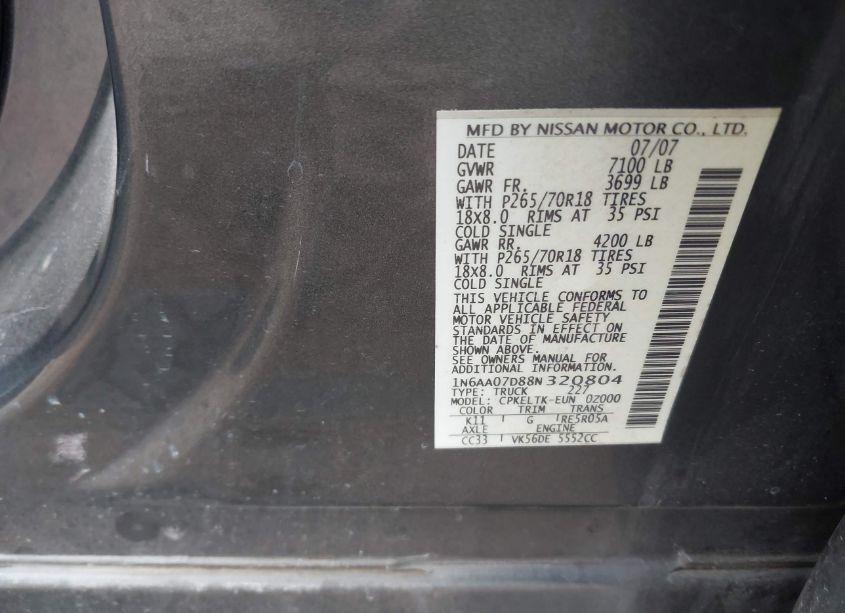 MFD BY NISSAN MOTOR CO., LTD.
DATE 07/07
GVWR 7100 LB
GAWR FR. 3699 LB
WITH P265/70R18 TIRES
18X8.0 RIMS AT 35 PSI
COLD SINGLE
GAWR RR. 4200 LB
WITH P265/70R18 TIRES
18X8.0 RIMS AT 35 PSI
COLD SINGLE
THIS VEHICLE CONFORMS TO
ALL APPLICABLE FEDERAL
MOTOR VEHICLE SAFETY
STANDARDS IN EFFECT ON
THE DATE OF MANUFACTURE
SHOWN ABOVE.
SEE OWNERS MANUAL FOR
ADDITIONAL INFORMATION.
1N6AA07D88N320804
TYPE: TRUCK 227
MODEL: CPKELTK-EUN 02000
COLOR TRIM TRANS
K11 G RE5R05A
AXLE ENGINE
CC33 VK56DE 5552CC